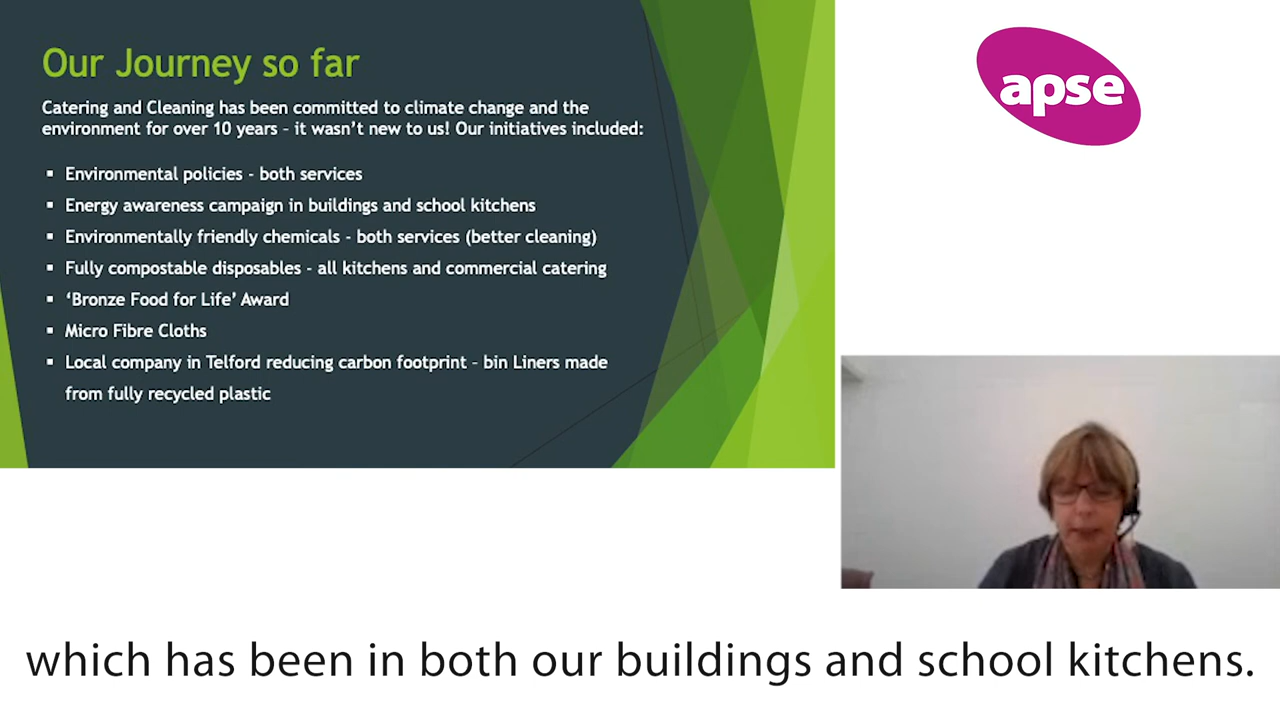 Our Journey so far
Catering and Cleaning has been committed to climate change and the
environment for over 10 years – it wasn't new to us! Our initiatives included:
▪ Environmental policies - both services
▪ Energy awareness campaign in buildings and school kitchens
▪ Environmentally friendly chemicals - both services (better cleaning)
▪ Fully compostable disposables - all kitchens and commercial catering
▪ ‘Bronze Food for Life’ Award
▪ Micro Fibre Cloths
▪ Local company in Telford reducing carbon footprint – bin Liners made
from fully recycled plastic
apse
which has been in both our buildings and school kitchens.